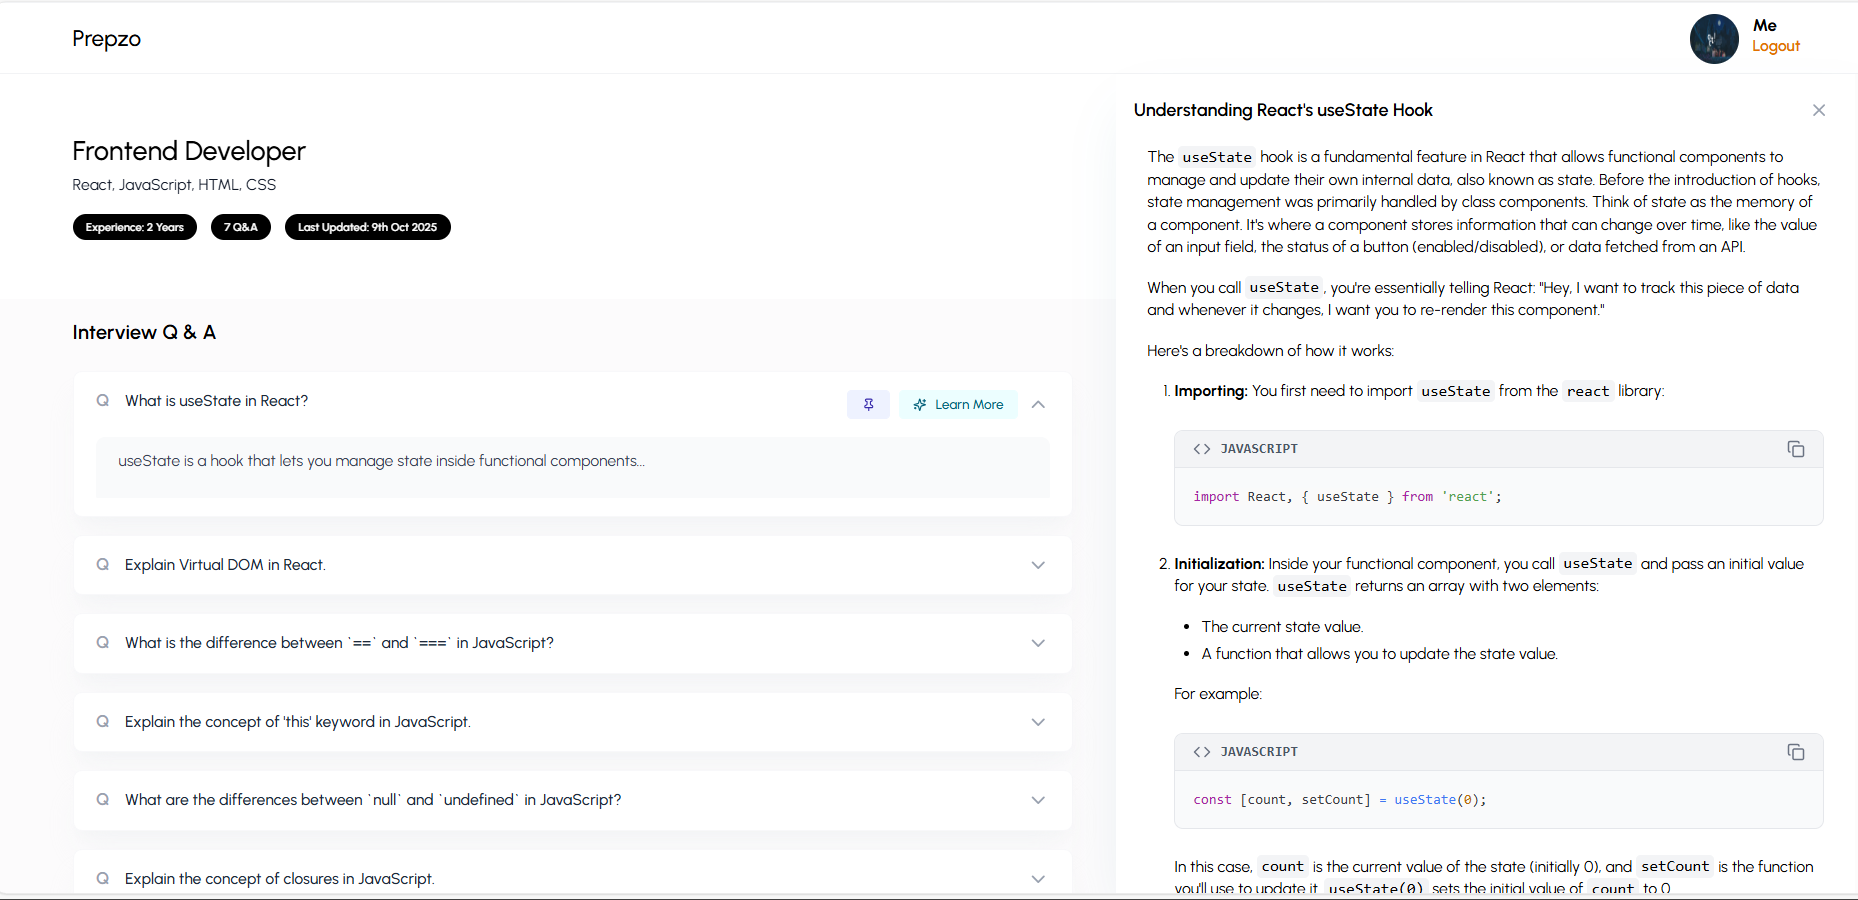 Prepzo
Me
Logout
Frontend Developer
React, JavaScript, HTML, CSS
Experience: 2 Years
7 Q&A
Last Updated: 9th Oct 2025
Interview Q & A
Q What is useState in React?
Learn More
useState is a hook that lets you manage state inside functional components...
Q Explain Virtual DOM in React.
Q What is the difference between `==` and `===` in JavaScript?
Q Explain the concept of 'this' keyword in JavaScript.
Q What are the differences between `null` and `undefined` in JavaScript?
Q Explain the concept of closures in JavaScript.
Understanding React's useState Hook
The useState hook is a fundamental feature in React that allows functional components to
manage and update their own internal data, also known as state. Before the introduction of hooks,
state management was primarily handled by class components. Think of state as the memory of
a component. It's where a component stores information that can change over time, like the value
of an input field, the status of a button (enabled/disabled), or data fetched from an API.
When you call useState, you're essentially telling React: "Hey, I want to track this piece of data
and whenever it changes, I want you to re-render this component."
Here's a breakdown of how it works:
1. Importing: You first need to import useState from the react library:
<> JAVASCRIPT
import React, { useState } from 'react';
2. Initialization: Inside your functional component, you call useState and pass an initial value
for your state. useState returns an array with two elements:
• The current state value.
• A function that allows you to update the state value.
For example:
<> JAVASCRIPT
const [count, setCount] = useState(0);
In this case, count is the current value of the state (initially 0), and setCount is the function
you'll use to update it. useState(0) sets the initial value of count to 0.